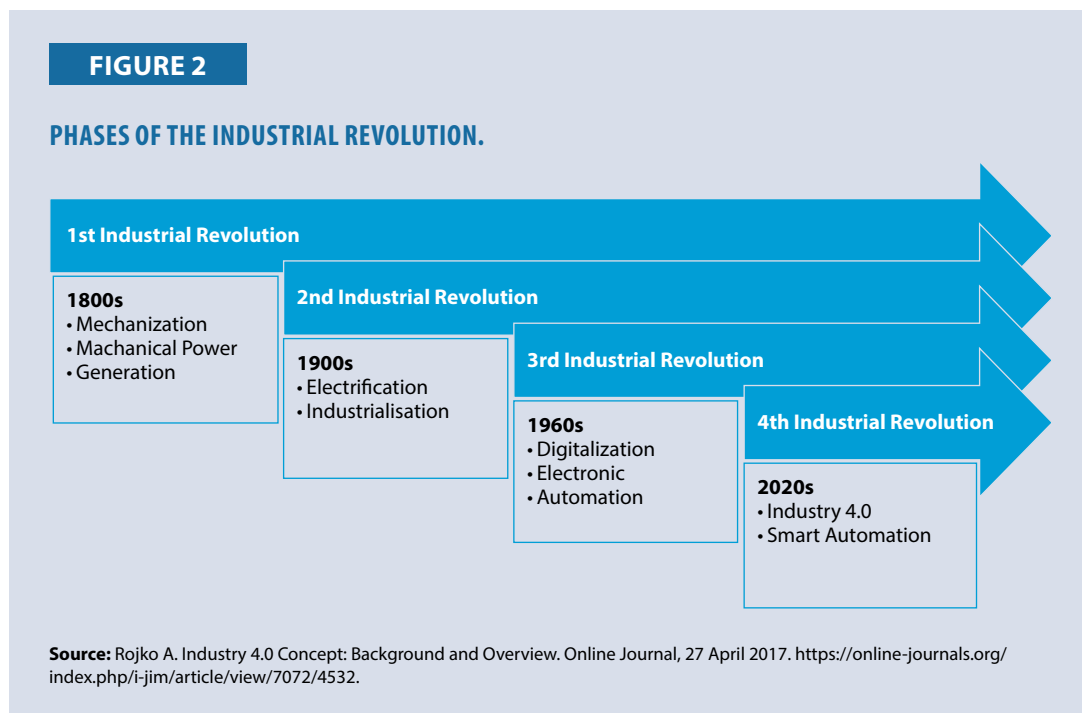 FIGURE 2
PHASES OF THE INDUSTRIAL REVOLUTION.
1st Industrial Revolution
1800s
• Mechanization
• Machanical Power
• Generation
2nd Industrial Revolution
1900s
• Electrification
• Industrialisation
3rd Industrial Revolution
1960s
• Digitalization
• Electronic
• Automation
4th Industrial Revolution
2020s
• Industry 4.0
• Smart Automation
Source: Rojko A. Industry 4.0 Concept: Background and Overview. Online Journal, 27 April 2017. https://online-journals.org/
index.php/i-jim/article/view/7072/4532.